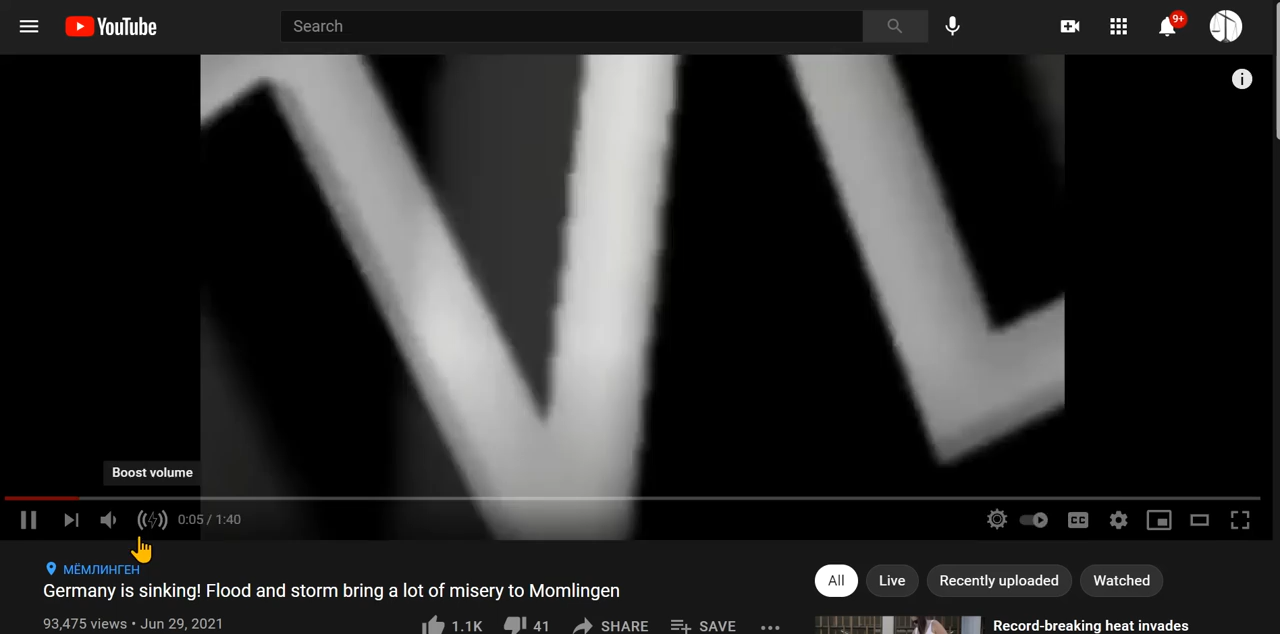 YouTube
Search
9+
Boost volume
0:05 / 1:40
CC
МЁМЛИНГЕН
Germany is sinking! Flood and storm bring a lot of misery to Momlingen
93,475 views • Jun 29, 2021
1.1K
41
SHARE
SAVE
All
Live
Recently uploaded
Watched
Record-breaking heat invades